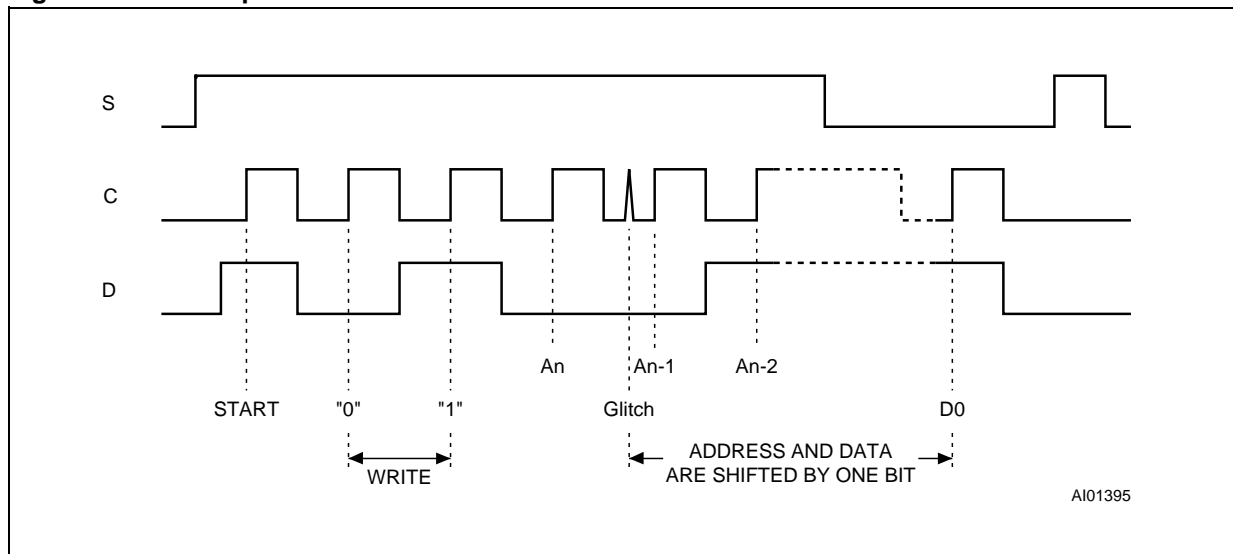 S
C
D
An
An-1
An-2
START
"0"
"1"
Glitch
D0
WRITE
ADDRESS AND DATA
ARE SHIFTED BY ONE BIT
AI01395